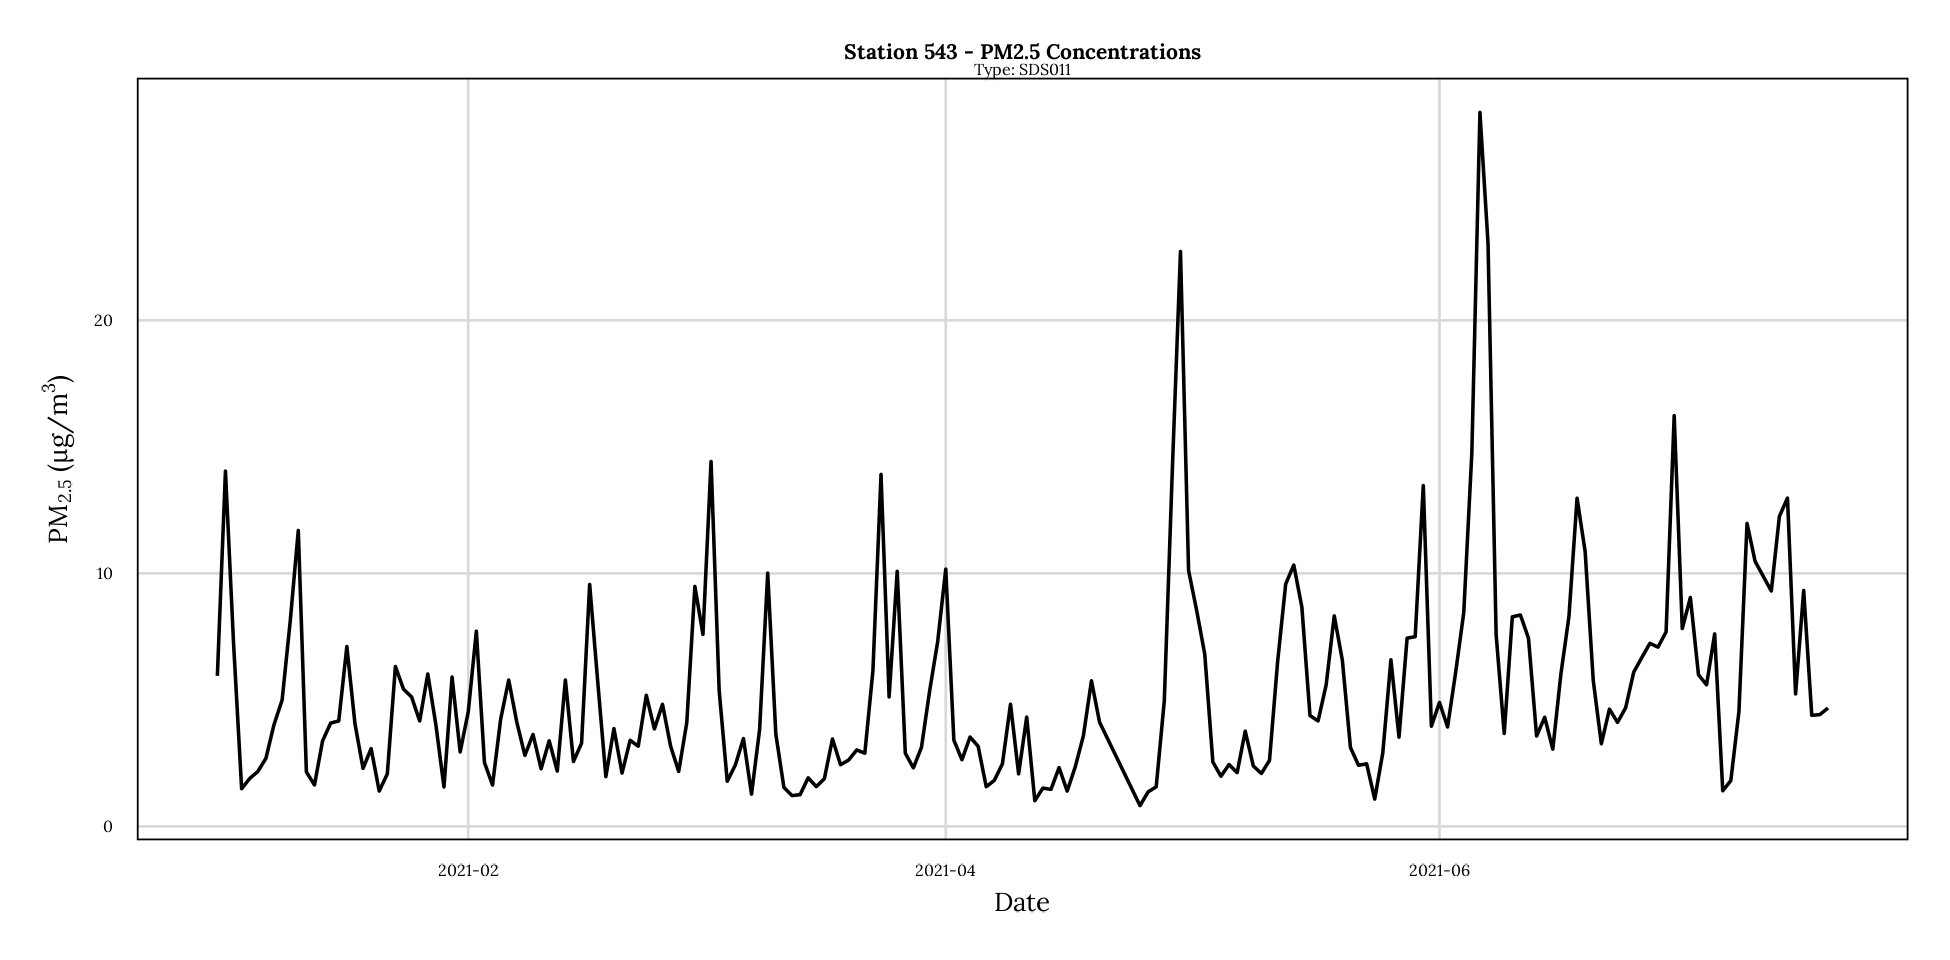 Station 543 - PM2.5 Concentrations
Type: SDS011
PM2.5 (µg/m³)
20
10
0
2021-02
2021-04
2021-06
Date